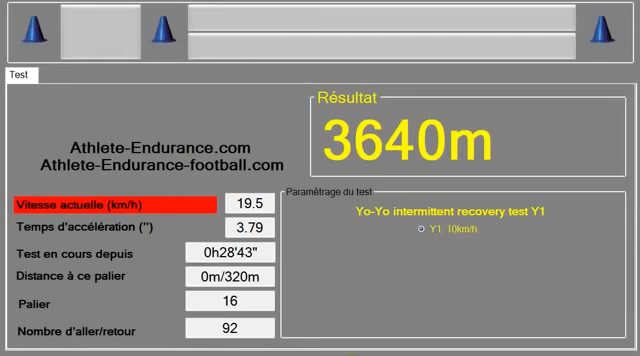 Test
Résultat
3640m
Athlete-Endurance.com
Athlete-Endurance-football.com
Paramètrage du test
Vitesse actuelle (km/h) 19.5
Yo-Yo intermittent recovery test Y1
Temps d'accélération ('') 3.79
Y1 10km/h
Test en cours depuis 0h28'43"
Distance à ce palier 0m/320m
Palier 16
Nombre d'aller/retour 92